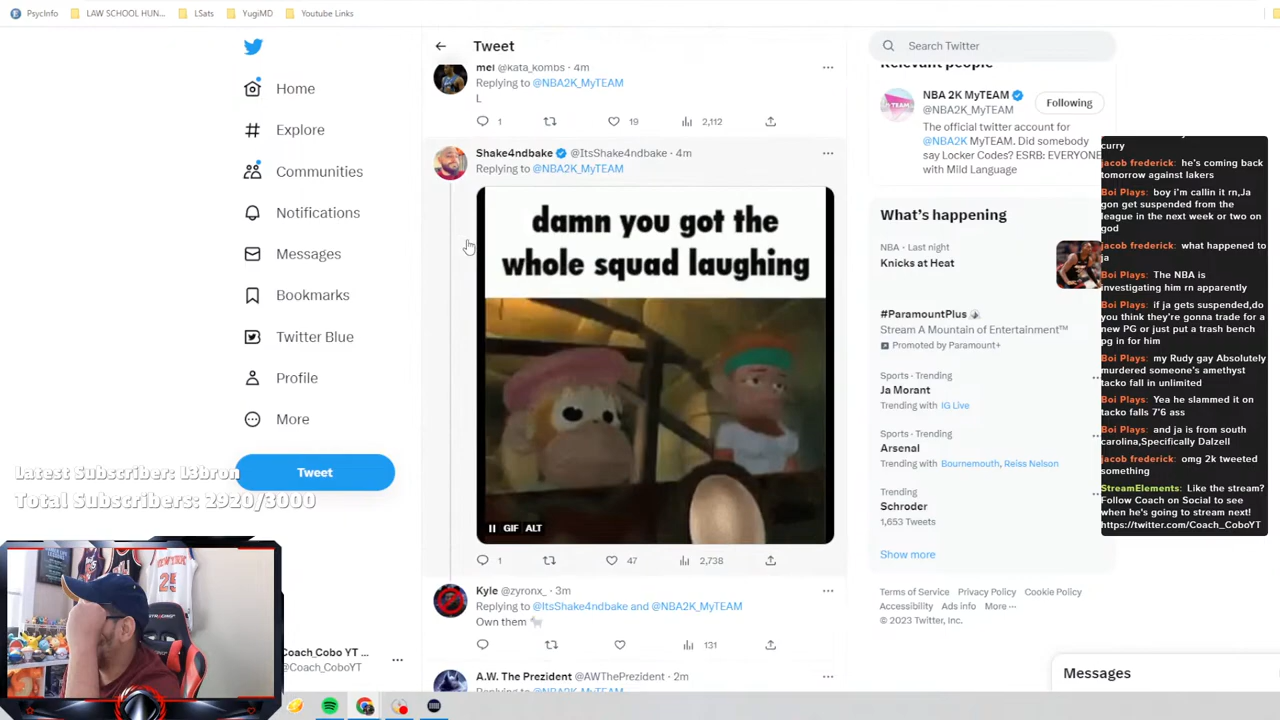 PsycInfo
LAW SCHOOL HUN...
LSats
YugiMD
Youtube Links
Home
Explore
Communities
Notifications
Messages
Bookmarks
Twitter Blue
Profile
More
Tweet
Latest Subscriber: L3bron
Total Subscribers: 2920/3000
Coach_Cobo YT ...
@Coach_CoboYT
Tweet
mel @kata_kombs · 4m
Replying to @NBA2K_MyTEAM
L
1
19
2,112
Shake4ndbake @ItsShake4ndbake · 4m
Replying to @NBA2K_MyTEAM
damn you got the
whole squad laughing
GIF ALT
1
47
2,738
Kyle @zyronx_ · 3m
Replying to @ItsShake4ndbake and @NBA2K_MyTEAM
Own them 🐐
131
A.W. The Prezident @AWThePrezident · 2m
Replying to @NBA2K_MyTEAM
Search Twitter
Relevant people
NBA 2K MyTEAM
@NBA2K_MyTEAM
Following
The official twitter account for
@NBA2K MyTEAM. Did somebody
say Locker Codes? ESRB: EVERYONE
with Mild Language
What's happening
NBA · Last night
Knicks at Heat
#ParamountPlus
Stream A Mountain of Entertainment™
Promoted by Paramount+
Sports · Trending
Ja Morant
Trending with IG Live
Sports · Trending
Arsenal
Trending with Bournemouth, Reiss Nelson
Trending
Schroder
1,653 Tweets
Show more
Terms of Service Privacy Policy Cookie Policy
Accessibility Ads info More ...
© 2023 Twitter, Inc.
Messages
curry
jacob frederick: he's coming back
tomorrow against lakers
Boi Plays: boy i'm callin it rn,Ja
gon get suspended from the
league in the next week or two on
god
jacob frederick: what happened to
ja
Boi Plays: The NBA is
investigating him rn apparently
Boi Plays: if ja gets suspended,do
you think they're gonna trade for a
new PG or just put a trash bench
pg in for him
Boi Plays: my Rudy gay Absolutely
murdered someone's amethyst
tacko fall in unlimited
Boi Plays: Yea he slammed it on
tacko falls 7'6 ass
Boi Plays: and ja is from south
carolina,Specifically Dalzell
jacob frederick: omg 2k tweeted
something
StreamElements: Like the stream?
Follow Coach on Social to see
when he's going to stream next!
https://twitter.com/Coach_CoboYT